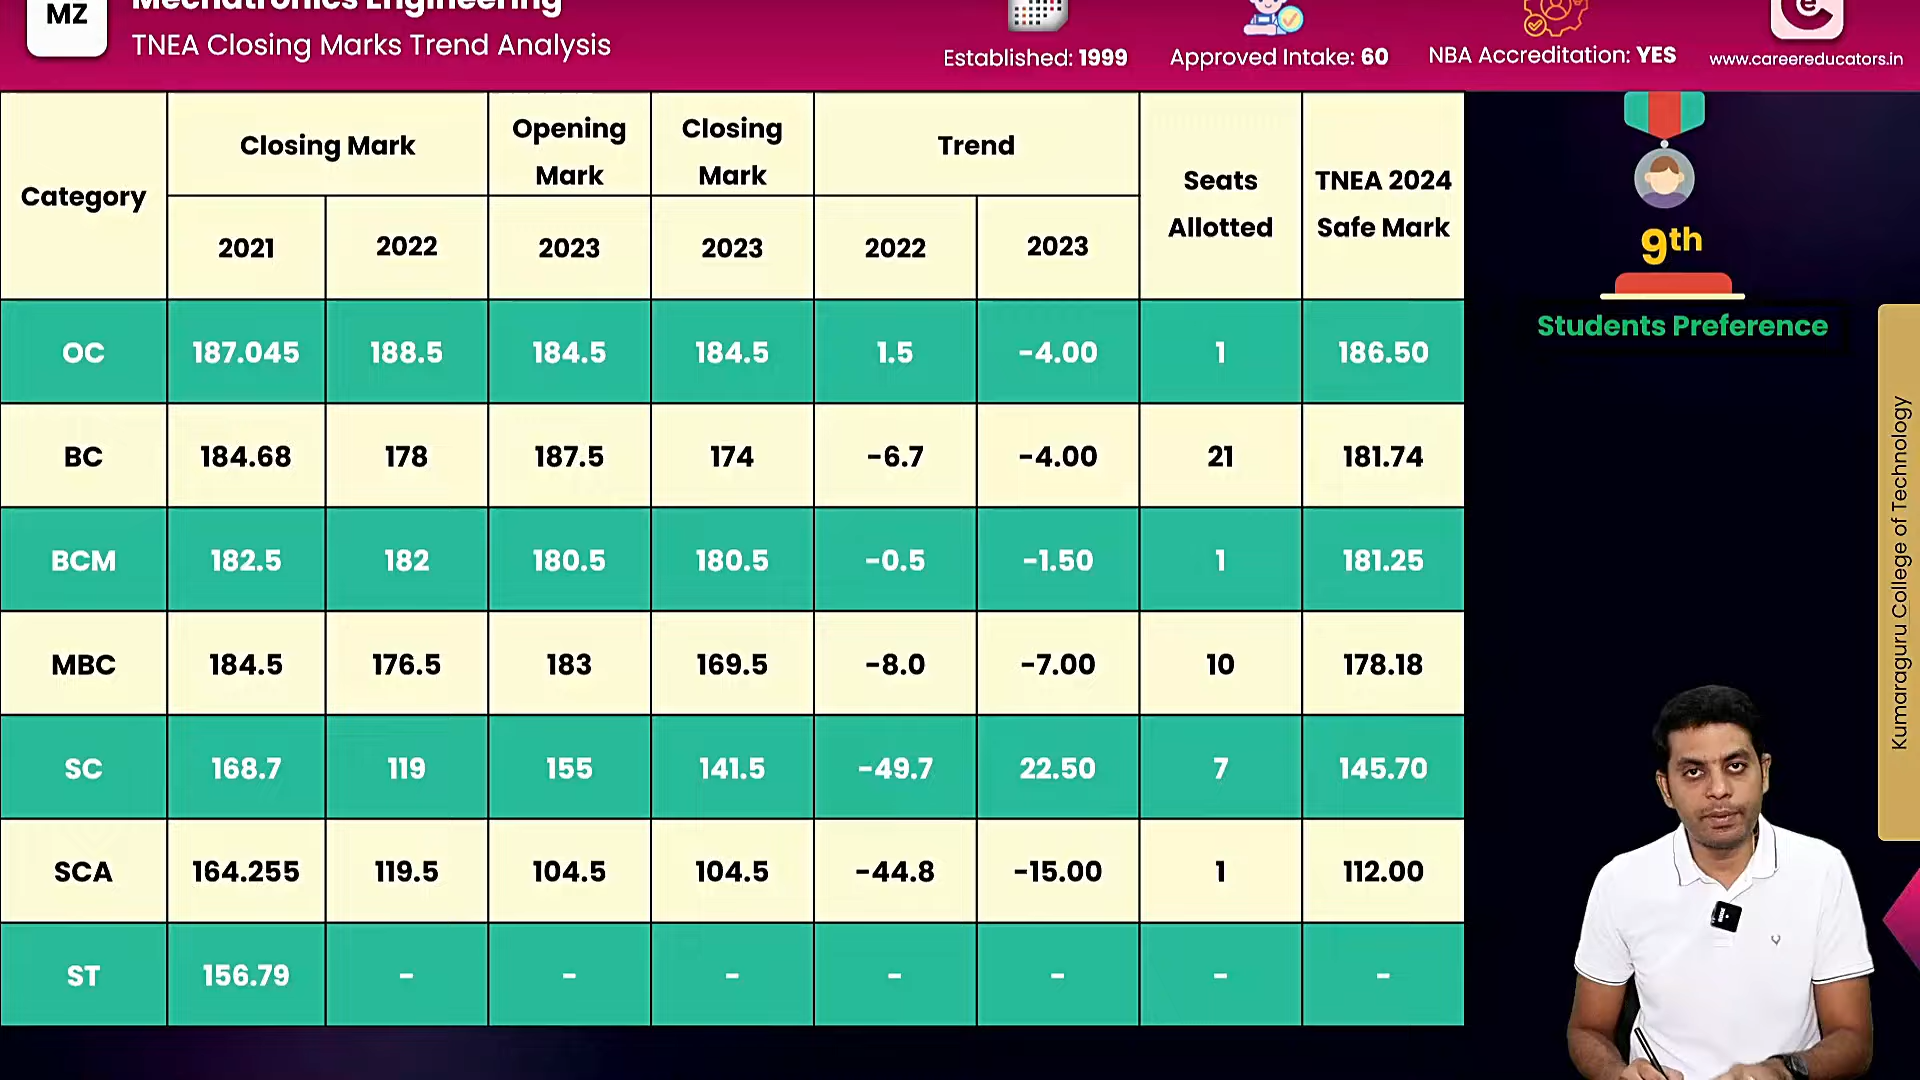 MZ
Mechatronics Engineering
TNEA Closing Marks Trend Analysis
Established: 1999
Approved Intake: 60
NBA Accreditation: YES
www.careereducators.in
Category
Closing Mark
Opening Mark
Closing Mark
Trend
Seats Allotted
TNEA 2024 Safe Mark
2021 2022 2023 2023 2022 2023
OC 187.045 188.5 184.5 184.5 1.5 -4.00 1 186.50
BC 184.68 178 187.5 174 -6.7 -4.00 21 181.74
BCM 182.5 182 180.5 180.5 -0.5 -1.50 1 181.25
MBC 184.5 176.5 183 169.5 -8.0 -7.00 10 178.18
SC 168.7 119 155 141.5 -49.7 22.50 7 145.70
SCA 164.255 119.5 104.5 104.5 -44.8 -15.00 1 112.00
ST 156.79 - - - - - - -
9th
Students Preference
Kumaraguru College of Technology